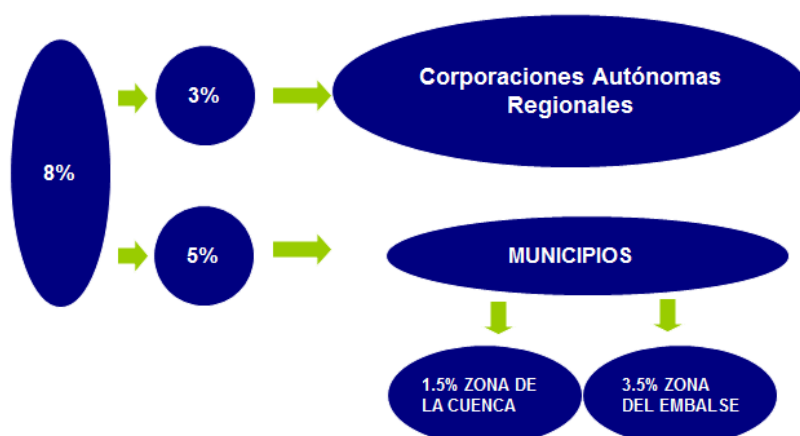 8%
3%
Corporaciones Autónomas
Regionales
5%
MUNICIPIOS
1.5% ZONA DE
LA CUENCA
3.5% ZONA
DEL EMBALSE